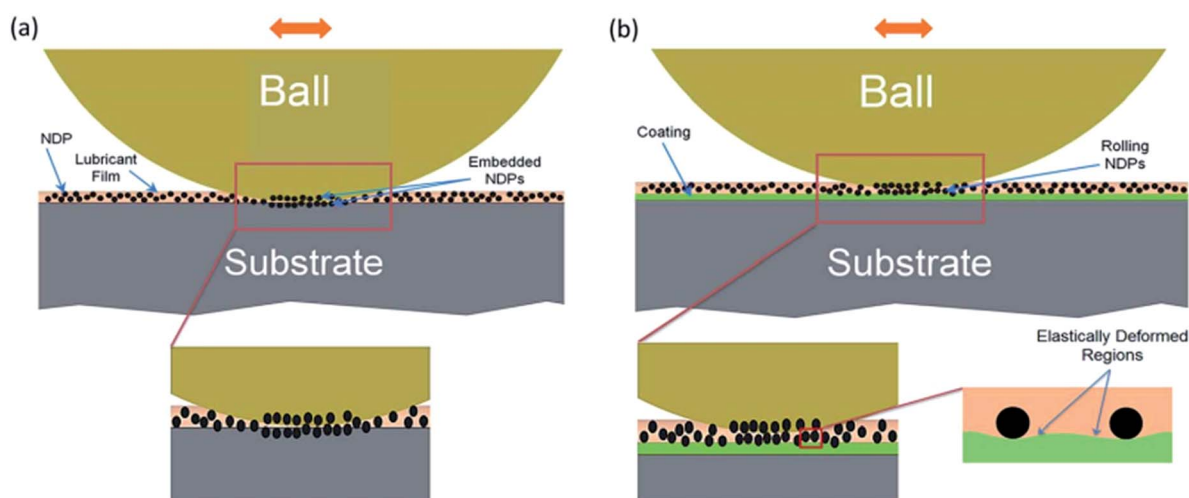 (a)
Ball
NDP
Lubricant
Film
Embedded
NDPs
Substrate
(b)
Ball
Coating
Rolling
NDPs
Substrate
Elastically Deformed
Regions